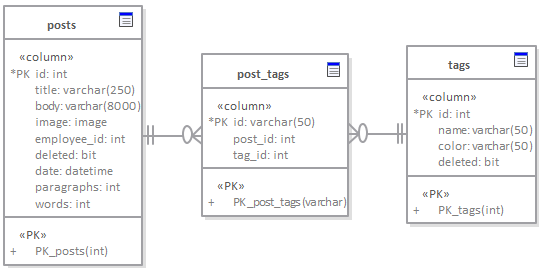 posts
«column»
*PK id: int
title: varchar(250)
body: varchar(8000)
image: image
employee_id: int
deleted: bit
date: datetime
paragraphs: int
words: int
«PK»
+ PK_posts(int)
post_tags
«column»
*PK id: varchar(50)
post_id: int
tag_id: int
«PK»
+ PK_post_tags(varchar)
tags
«column»
*PK id: int
name: varchar(50)
color: varchar(50)
deleted: bit
«PK»
+ PK_tags(int)